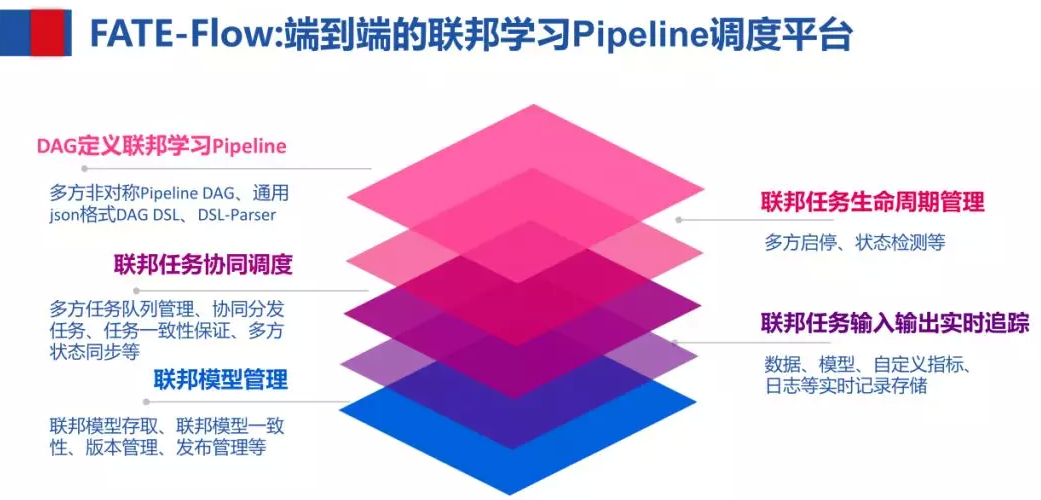 FATE-Flow:端到端的联邦学习Pipeline调度平台
DAG定义联邦学习Pipeline
多方非对称Pipeline DAG、通用
json格式DAG DSL、DSL-Parser
联邦任务协同调度
多方任务队列管理、协同分发
任务、任务一致性保证、多方
状态同步等
联邦模型管理
联邦模型存取、联邦模型一致
性、版本管理、发布管理等
联邦任务生命周期管理
多方启停、状态检测等
联邦任务输入输出实时追踪
数据、模型、自定义指标、
日志等实时记录存储